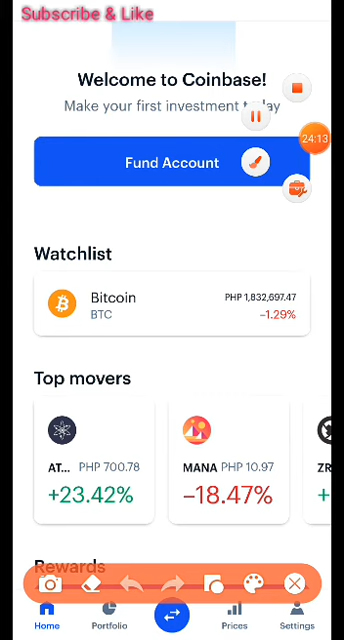 Subscribe & Like
Welcome to Coinbase!
Make your first investment today
Fund Account
24:13
Watchlist
Bitcoin
PHP 1,832,697.47
BTC
-1.29%
Top movers
AT... PHP 700.78
+23.42%
MANA PHP 10.97
-18.47%
ZR
+
Rewards
Home
Portfolio
Prices
Settings